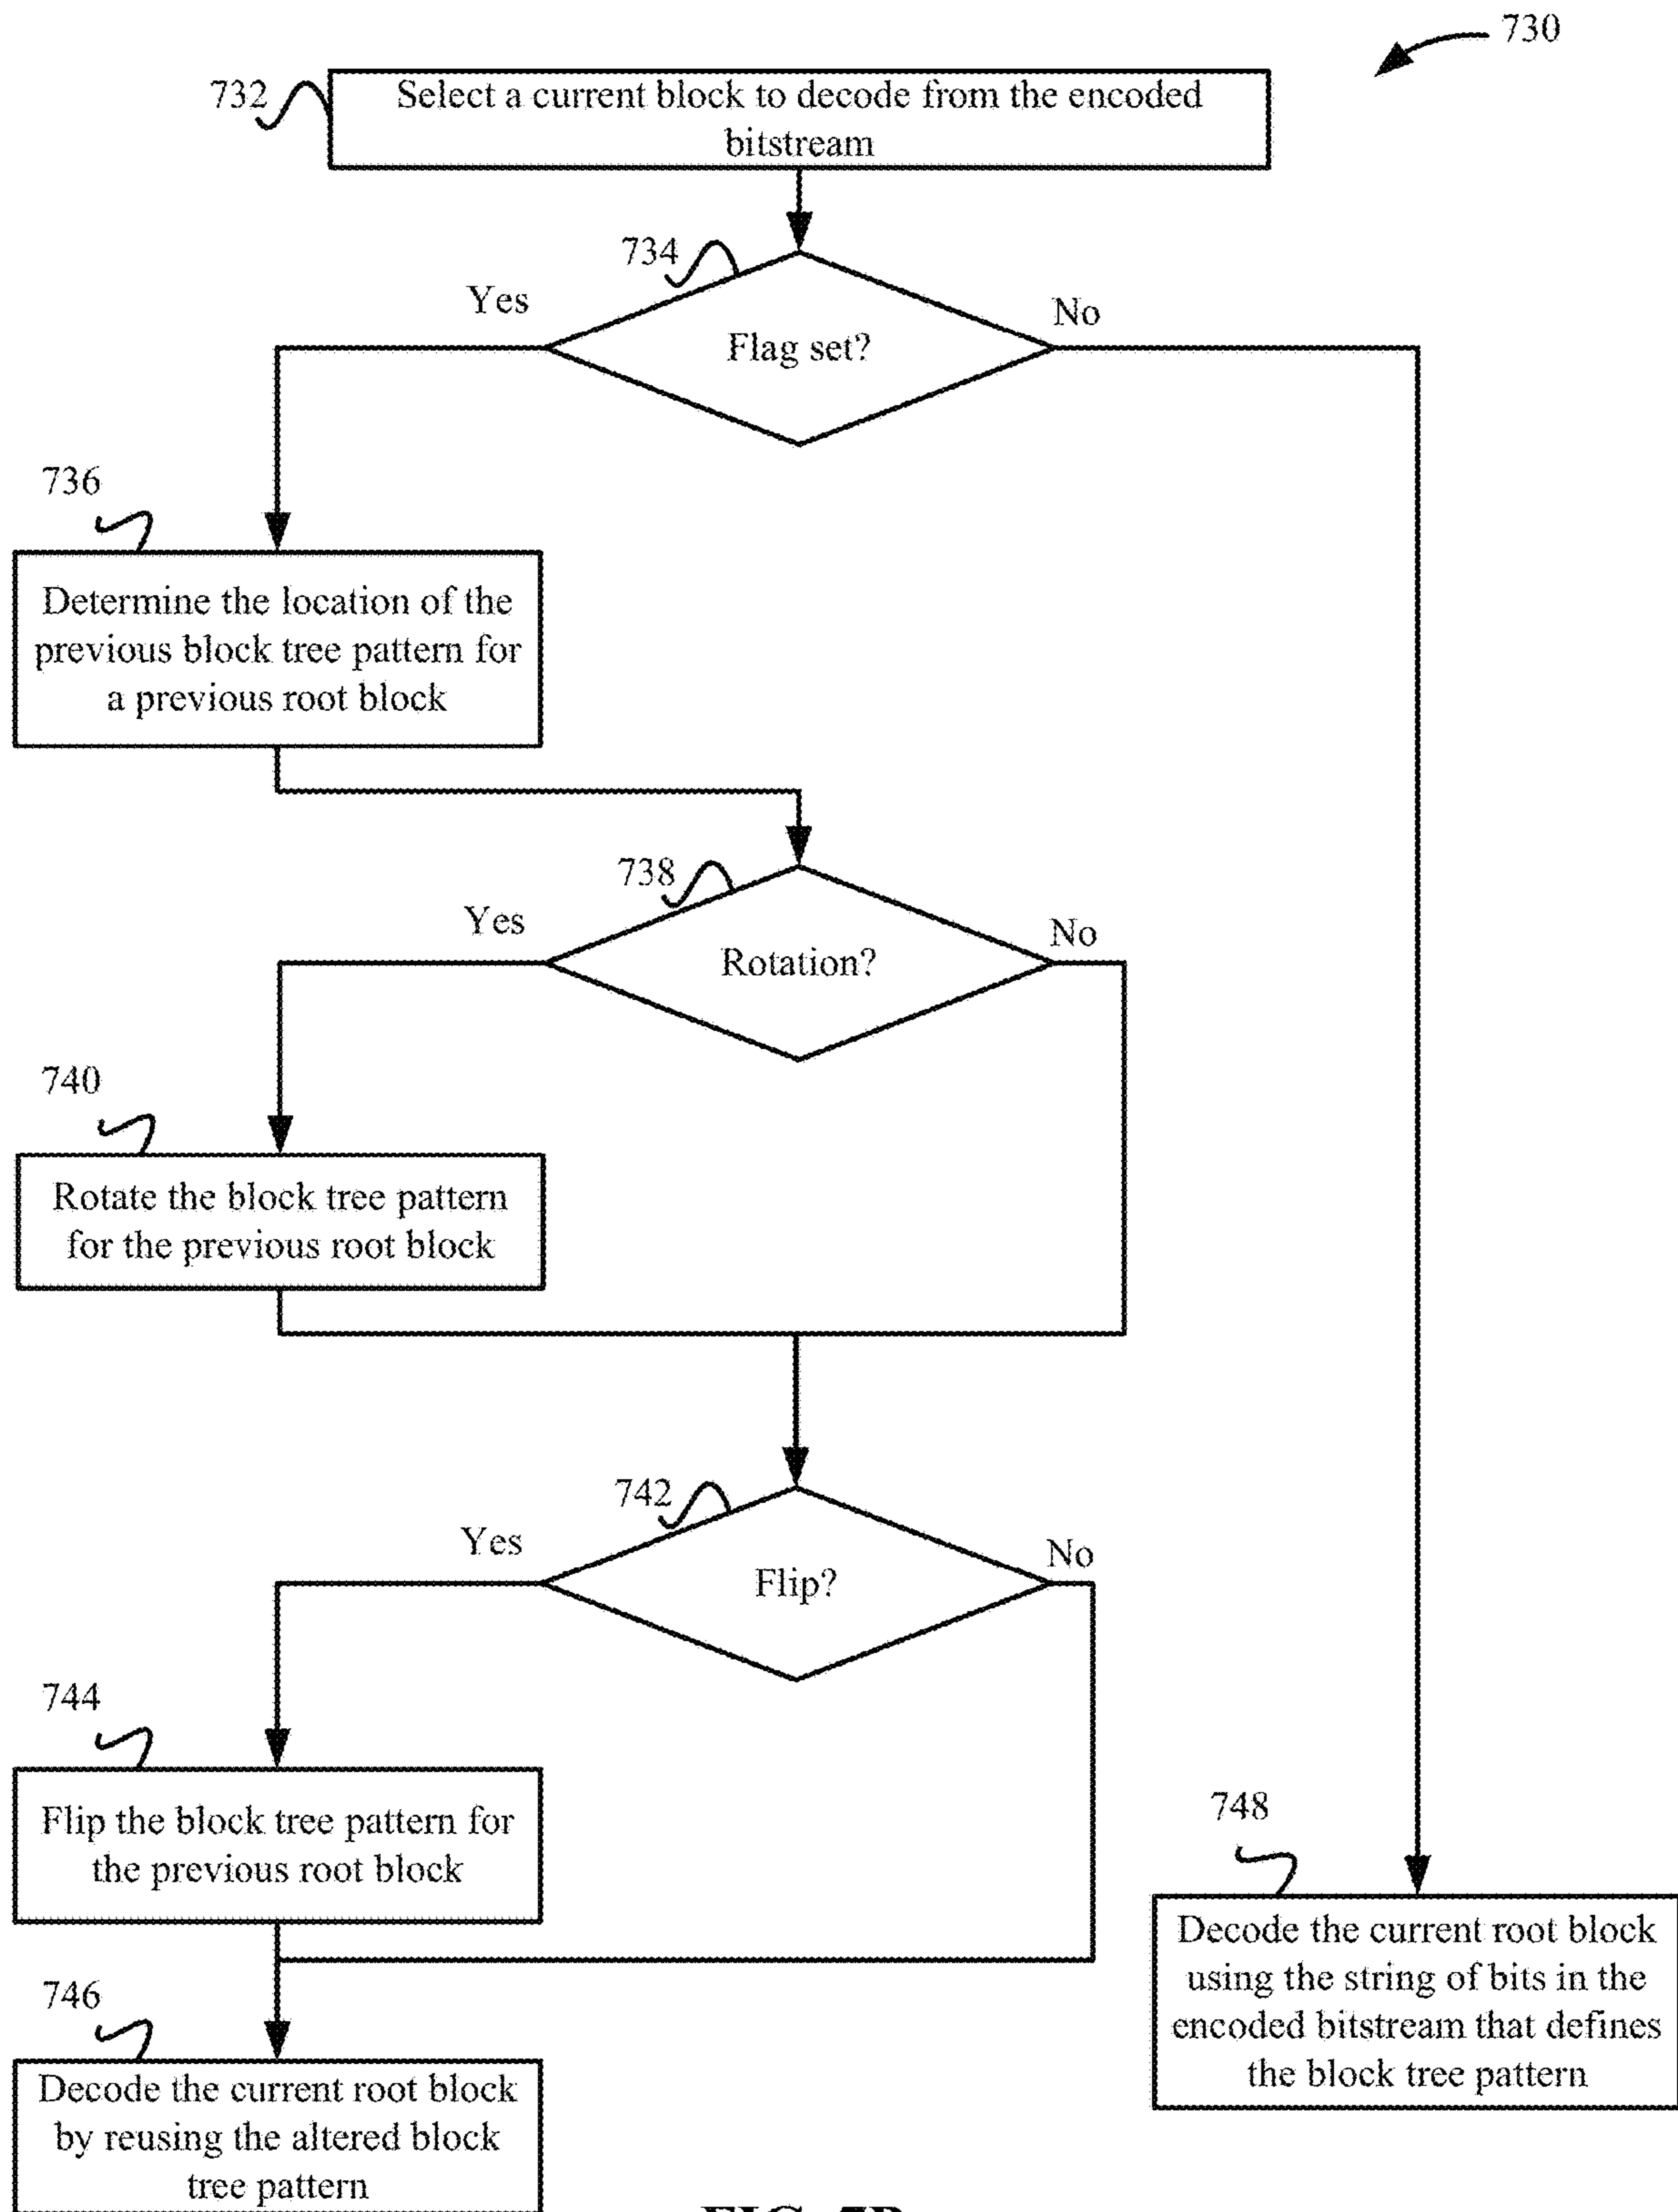 730
732
Select a current block to decode from the encoded
bitstream
734
Yes
No
Flag set?
736
Determine the location of the
previous block tree pattern for
a previous root block
738
Yes
No
Rotation?
740
Rotate the block tree pattern
for the previous root block
742
Yes
No
Flip?
744
Flip the block tree pattern for
the previous root block
748
Decode the current root block
using the string of bits in the
encoded bitstream that defines
the block tree pattern
746
Decode the current root block
by reusing the altered block
tree pattern